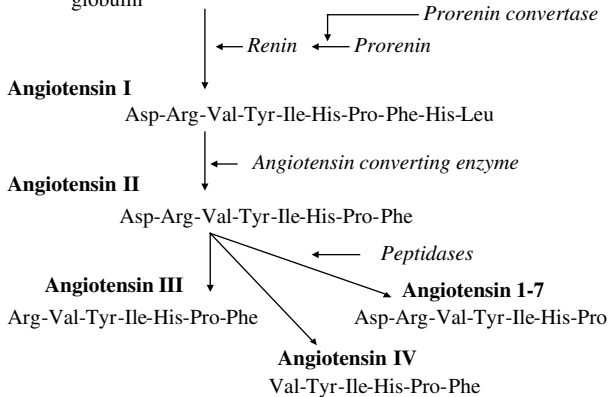 globulin
Prorenin convertase
Renin
Prorenin
Angiotensin I
Asp-Arg-Val-Tyr-Ile-His-Pro-Phe-His-Leu
Angiotensin converting enzyme
Angiotensin II
Asp-Arg-Val-Tyr-Ile-His-Pro-Phe
Peptidases
Angiotensin III
Angiotensin 1-7
Arg-Val-Tyr-Ile-His-Pro-Phe
Asp-Arg-Val-Tyr-Ile-His-Pro
Angiotensin IV
Val-Tyr-Ile-His-Pro-Phe